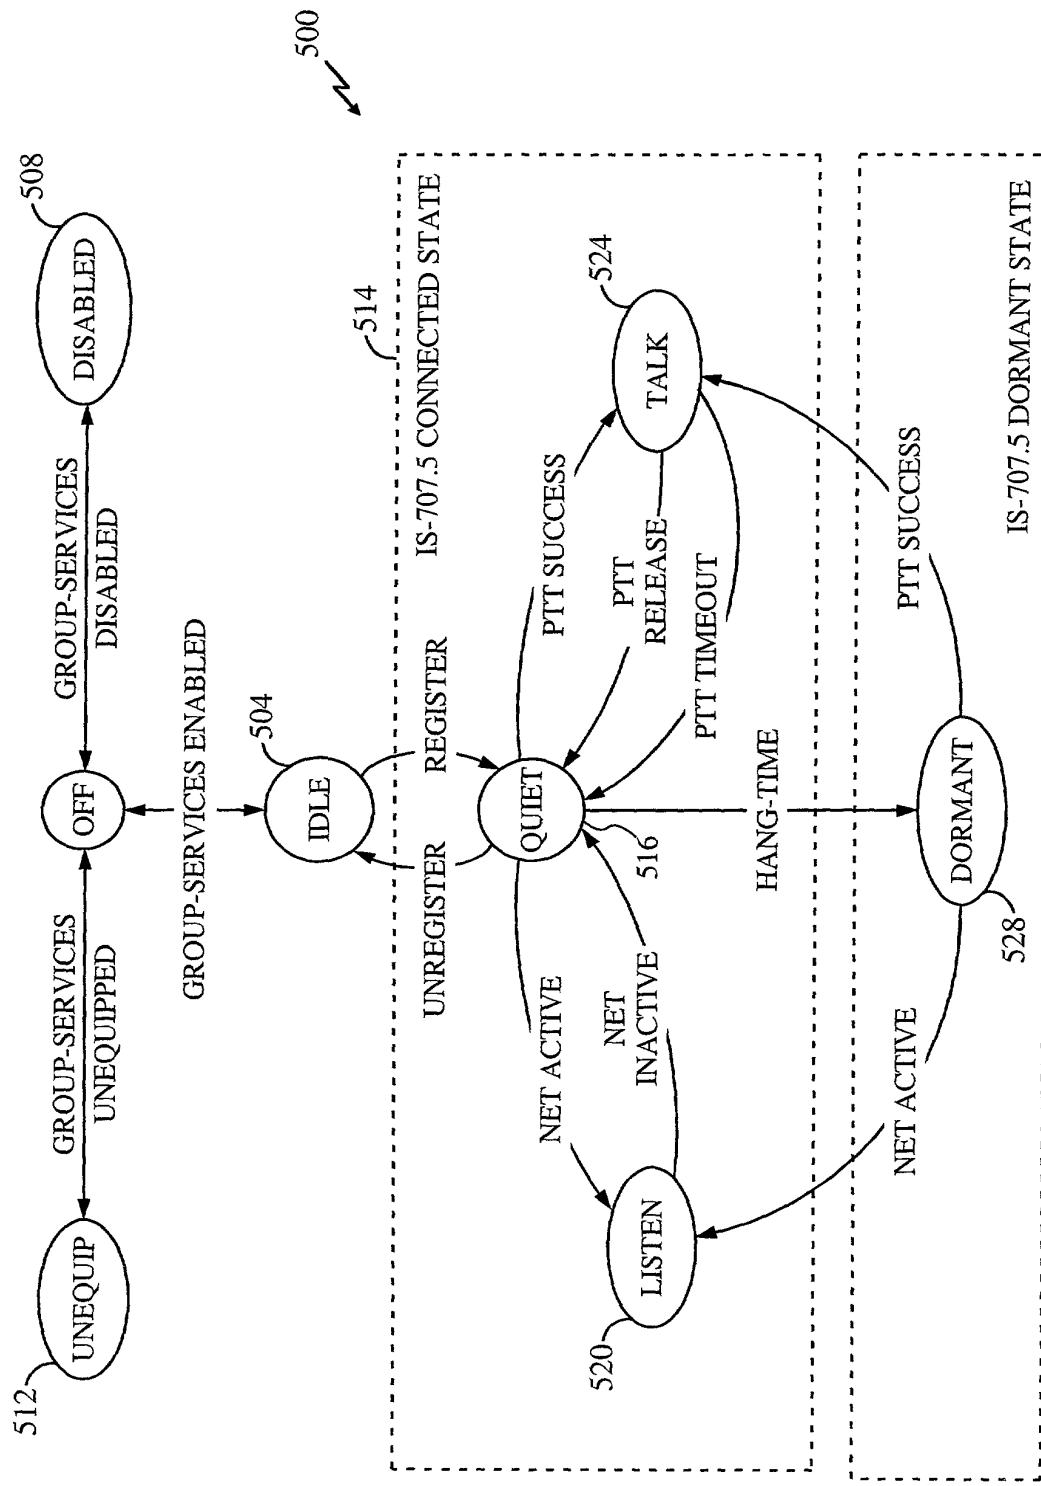 500
512
UNEQUIP
GROUP-SERVICES
UNEQUIPPED
OFF
GROUP-SERVICES
DISABLED
DISABLED
508
GROUP-SERVICES ENABLED
504
IDLE
514
UNREGISTER
REGISTER
IS-707.5 CONNECTED STATE
QUIET
516
NET ACTIVE
PTT SUCCESS
NET
INACTIVE
PTT
RELEASE
520
LISTEN
TALK
524
PTT TIMEOUT
HANG-TIME
NET ACTIVE
PTT SUCCESS
DORMANT
528
IS-707.5 DORMANT STATE